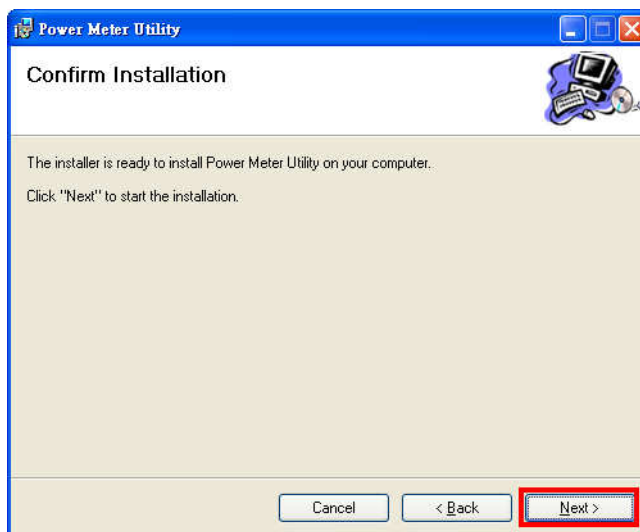 Power Meter Utility
Confirm Installation
The installer is ready to install Power Meter Utility on your computer.
Click "Next" to start the installation.
Cancel
< Back
Next >